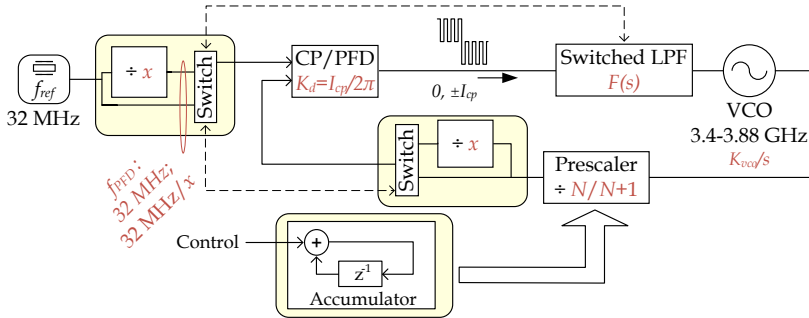 ÷ x
Switch
f_ref
32 MHz
f_PFD:
32 MHz;
32 MHz/x
CP/PFD
K_d=I_cp/2π
0, ±I_cp
Switched LPF
F(s)
VCO
3.4-3.88 GHz
K_vco/s
Switch
÷ x
Prescaler
÷ N/N+1
Control
+
z⁻¹
Accumulator